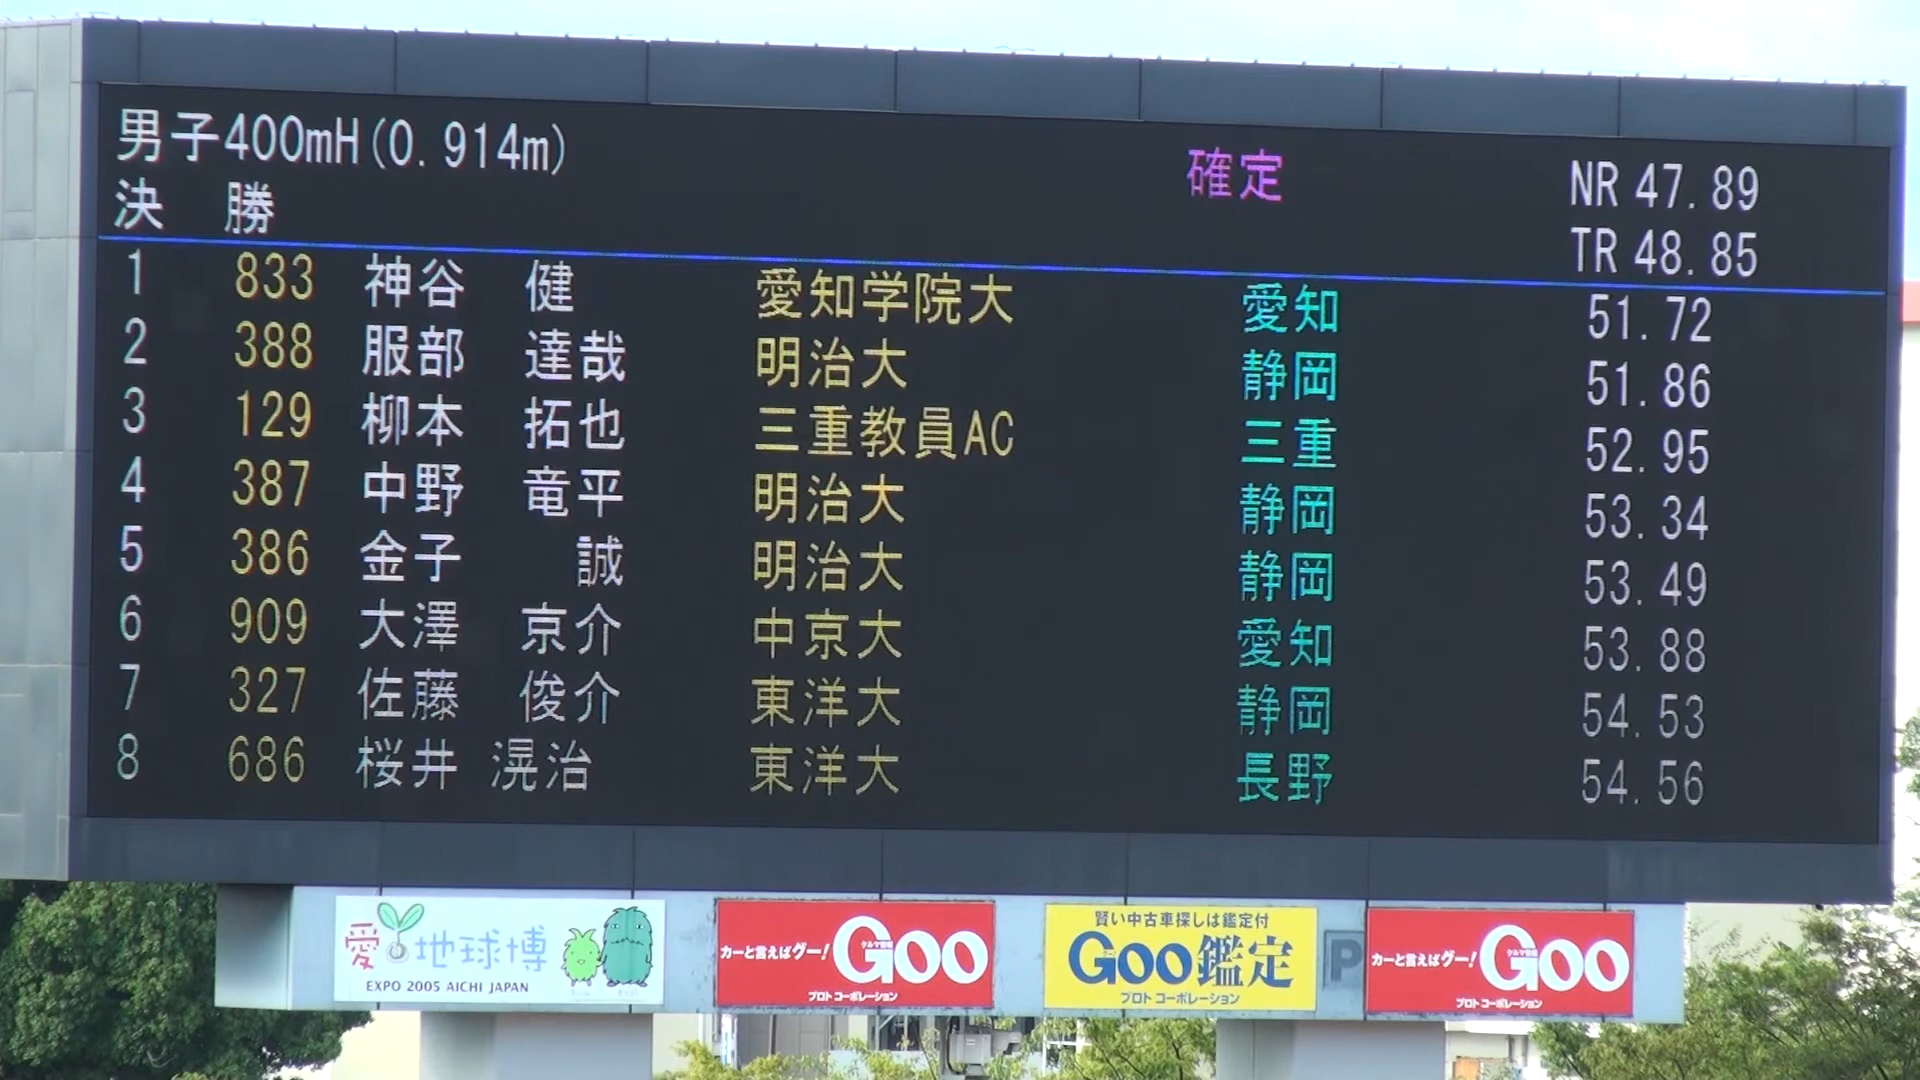 男子400mH(0.914m) 確定 NR 47.89
決 勝 TR 48.85
1 833 神谷 健 愛知学院大 愛知 51.72
2 388 服部 達哉 明治大 静岡 51.86
3 129 柳本 拓也 三重教員AC 三重 52.95
4 387 中野 竜平 明治大 静岡 53.34
5 386 金子 誠 明治大 静岡 53.49
6 909 大澤 京介 中京大 愛知 53.88
7 327 佐藤 俊介 東洋大 静岡 54.53
8 686 桜井 滉治 東洋大 長野 54.56
愛・地球博
EXPO 2005 AICHI JAPAN
カーと言えばグー! Goo
プロトコーポレーション
賢い中古車探しは鑑定付
Goo鑑定
プロトコーポレーション
P
カーと言えばグー! Goo
プロトコーポレーション